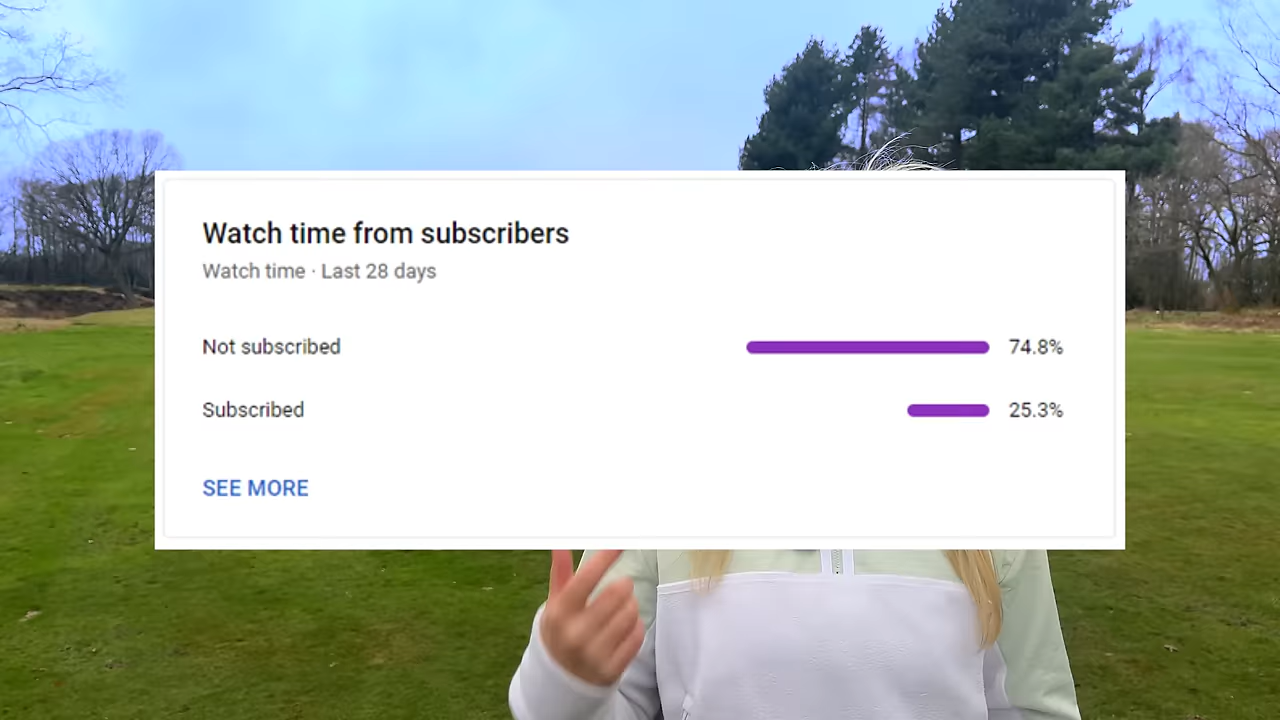 Watch time from subscribers
Watch time · Last 28 days
Not subscribed 74.8%
Subscribed 25.3%
SEE MORE